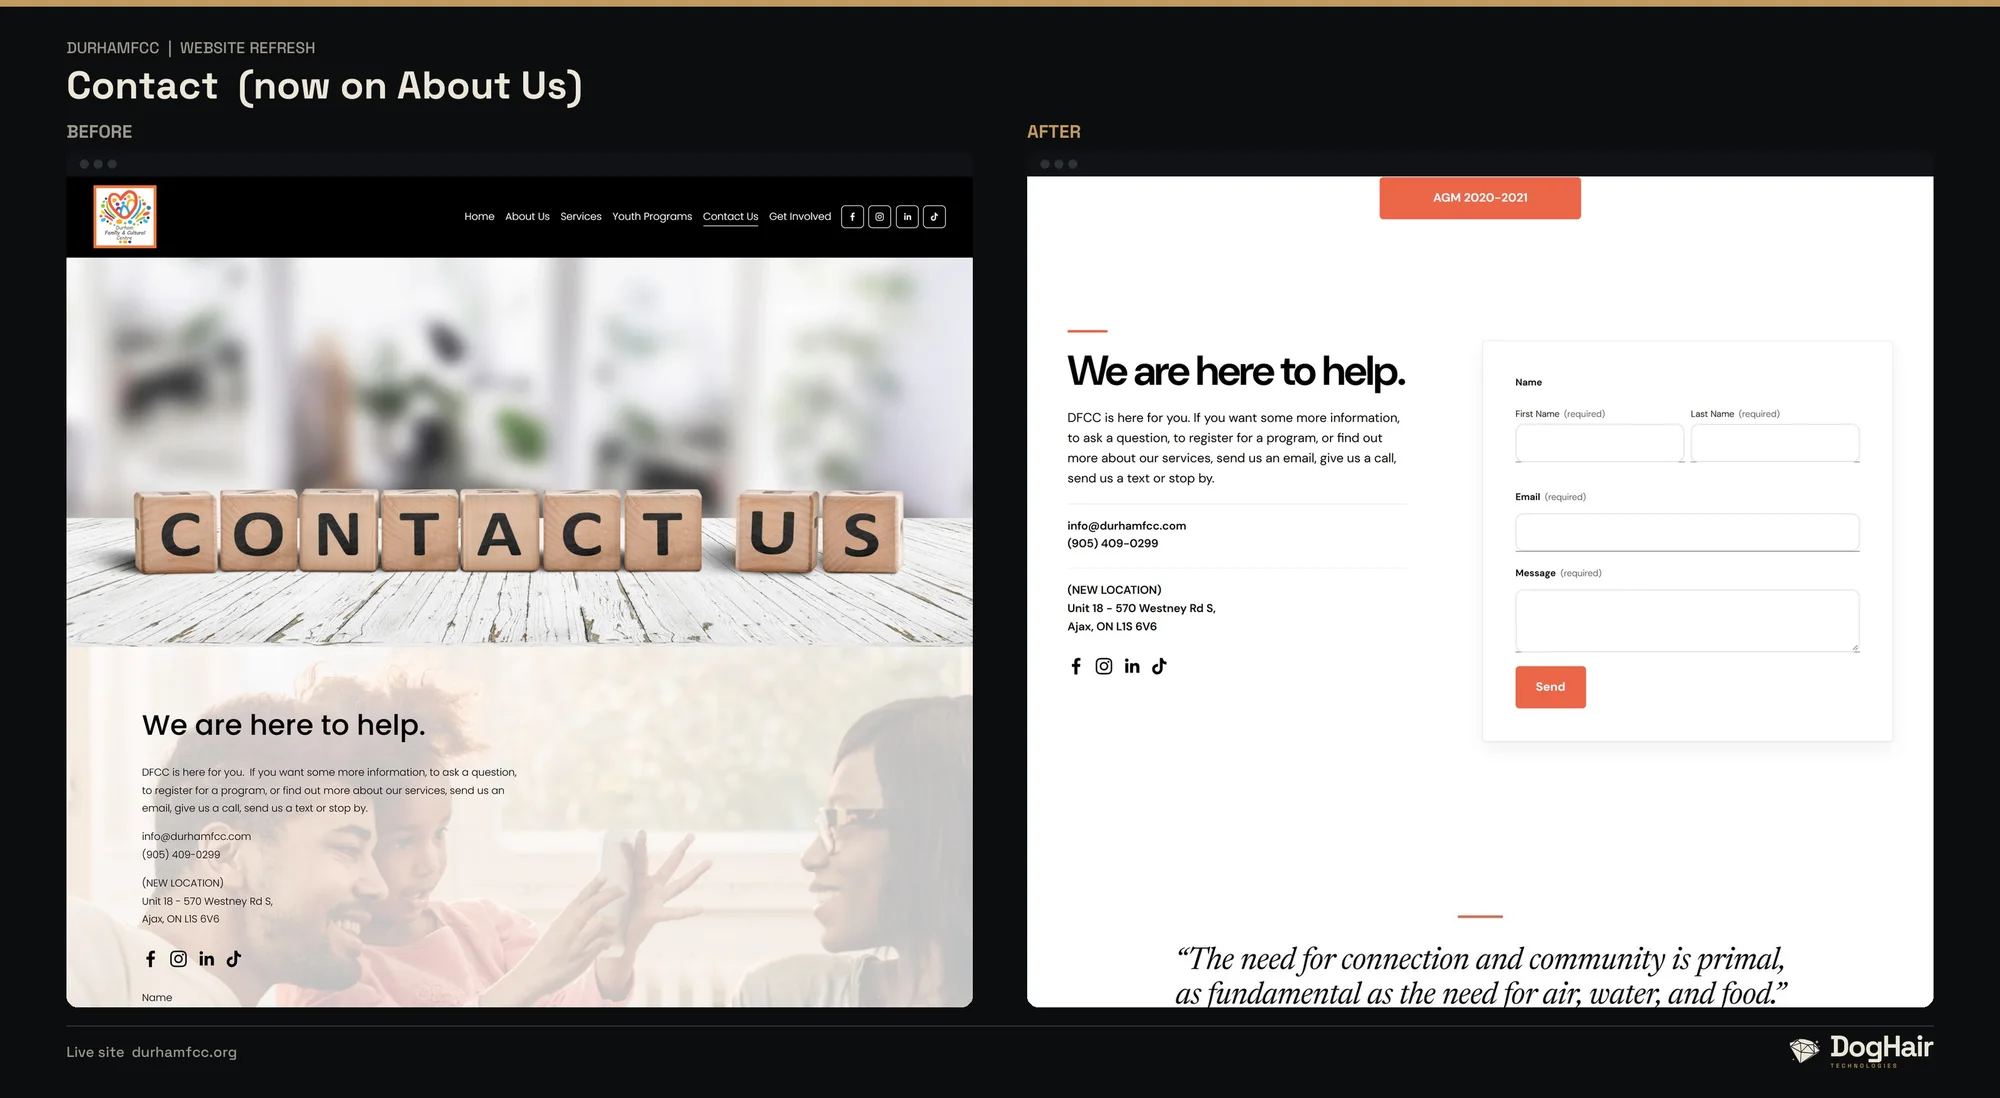 DURHAMFCC | WEBSITE REFRESH
Contact (now on About Us)
BEFORE
Durham
Family & Cultural
Centre
Home About Us Services Youth Programs Contact Us Get Involved
CONTACT US
We are here to help.
DFCC is here for you. If you want some more information, to ask a question,
to register for a program, or find out more about our services, send us an
email, give us a call, send us a text or stop by.
info@durhamfcc.com
(905) 409-0299
(NEW LOCATION)
Unit 18 - 570 Westney Rd S,
Ajax, ON L1S 6V6
Name
AFTER
AGM 2020-2021
We are here to help.
DFCC is here for you. If you want some more information,
to ask a question, to register for a program, or find out
more about our services, send us an email, give us a call,
send us a text or stop by.
info@durhamfcc.com
(905) 409-0299
(NEW LOCATION)
Unit 18 - 570 Westney Rd S,
Ajax, ON L1S 6V6
Name
First Name (required) Last Name (required)
Email (required)
Message (required)
Send
“The need for connection and community is primal,
as fundamental as the need for air, water, and food.”
Live site durhamfcc.org
DogHair
TECHNOLOGIES